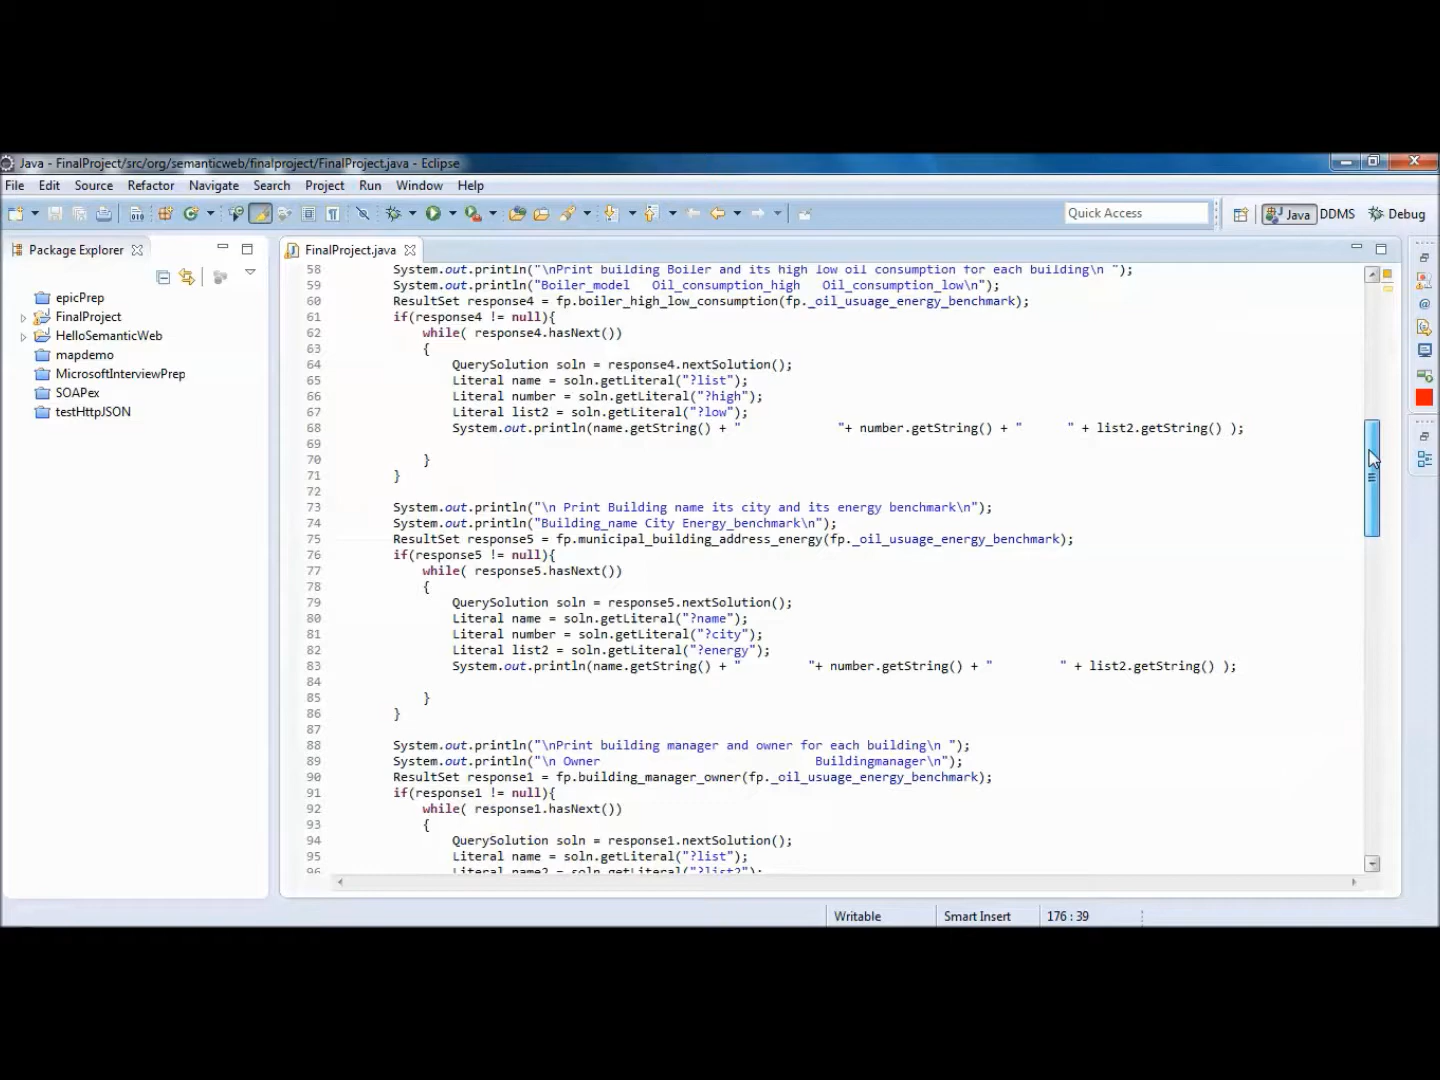 Java - FinalProject/src/org/semanticweb/finalproject/FinalProject.java - Eclipse
File Edit Source Refactor Navigate Search Project Run Window Help
Quick Access Java DDMS Debug
Package Explorer
epicPrep
FinalProject
HelloSemanticWeb
mapdemo
MicrosoftInterviewPrep
SOAPex
testHttpJSON
FinalProject.java
58 System.out.println("\nPrint building Boiler and its high low oil consumption for each building\n ");
59 System.out.println("Boiler_model   Oil_consumption_high   Oil_consumption_low\n");
60 ResultSet response4 = fp.boiler_high_low_consumption(fp._oil_usuage_energy_benchmark);
61 if(response4 != null){
62 while( response4.hasNext())
63 {
64 QuerySolution soln = response4.nextSolution();
65 Literal name = soln.getLiteral("?list");
66 Literal number = soln.getLiteral("?high");
67 Literal list2 = soln.getLiteral("?low");
68 System.out.println(name.getString() + "             "+ number.getString() + "      " + list2.getString() );
69
70 }
71 }
72
73 System.out.println("\n Print Building name its city and its energy benchmark\n");
74 System.out.println("Building_name City Energy_benchmark\n");
75 ResultSet response5 = fp.municipal_building_address_energy(fp._oil_usuage_energy_benchmark);
76 if(response5 != null){
77 while( response5.hasNext())
78 {
79 QuerySolution soln = response5.nextSolution();
80 Literal name = soln.getLiteral("?name");
81 Literal number = soln.getLiteral("?city");
82 Literal list2 = soln.getLiteral("?energy");
83 System.out.println(name.getString() + "         "+ number.getString() + "         " + list2.getString() );
84
85 }
86 }
87
88 System.out.println("\nPrint building manager and owner for each building\n ");
89 System.out.println("\n Owner                             Buildingmanager\n");
90 ResultSet response1 = fp.building_manager_owner(fp._oil_usuage_energy_benchmark);
91 if(response1 != null){
92 while( response1.hasNext())
93 {
94 QuerySolution soln = response1.nextSolution();
95 Literal name = soln.getLiteral("?list");
96 Literal name2 = soln.getLiteral("?list2");
Writable Smart Insert 176 : 39